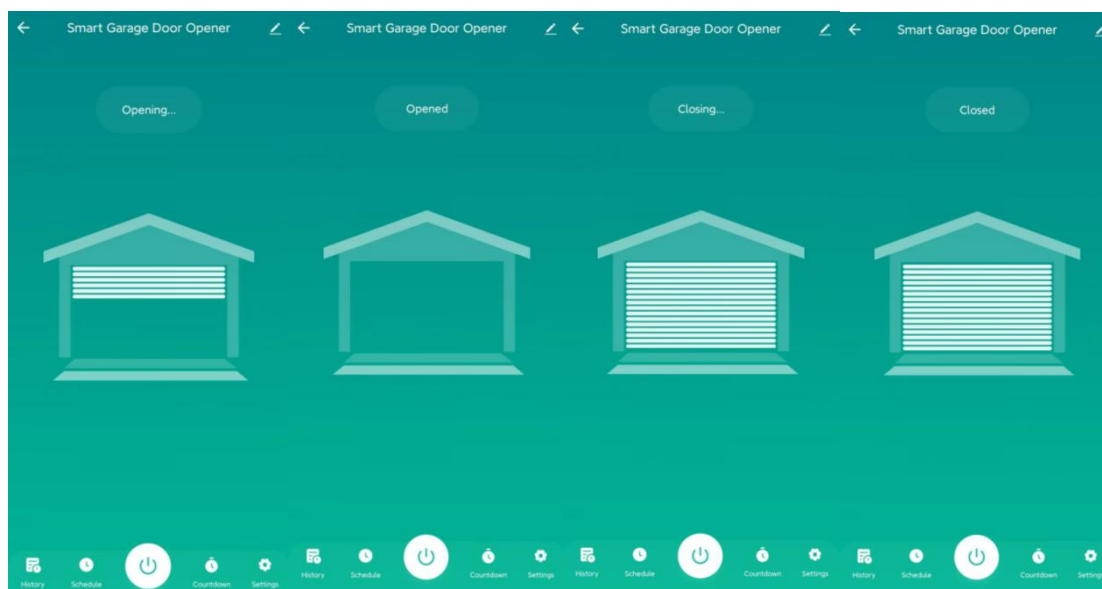 Smart Garage Door Opener
Opening...
History Schedule Countdown Settings
Smart Garage Door Opener
Opened
History Schedule Countdown Settings
Smart Garage Door Opener
Closing...
History Schedule Countdown Settings
Smart Garage Door Opener
Closed
History Schedule Countdown Settings